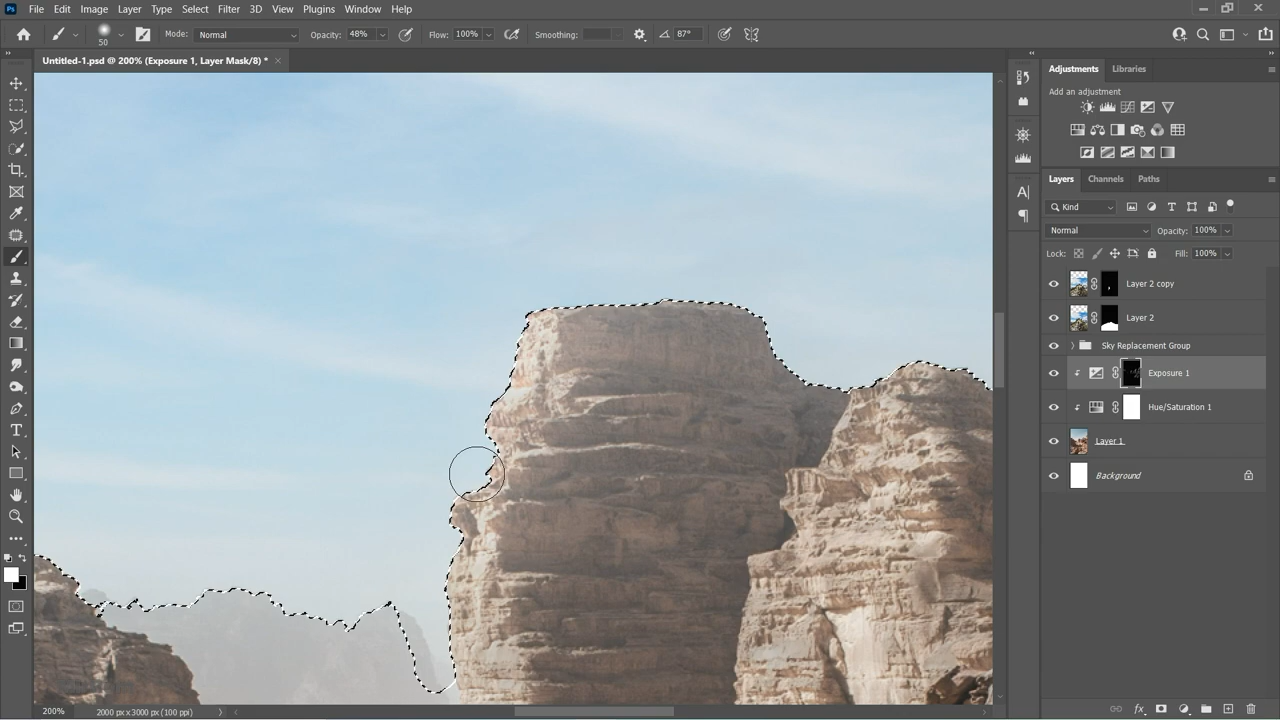 Ps File Edit Image Layer Type Select Filter 3D View Plugins Window Help
50 Mode: Normal Opacity: 48% Flow: 100% Smoothing: 87°
Untitled-1.psd @ 200% (Exposure 1, Layer Mask/8) *
Adjustments Libraries
Add an adjustment
Layers Channels Paths
Kind
Normal Opacity: 100%
Lock: Fill: 100%
Layer 2 copy
Layer 2
Sky Replacement Group
Exposure 1
Hue/Saturation 1
Layer 1
Background
200% 2000 px x 3000 px (100 ppi)